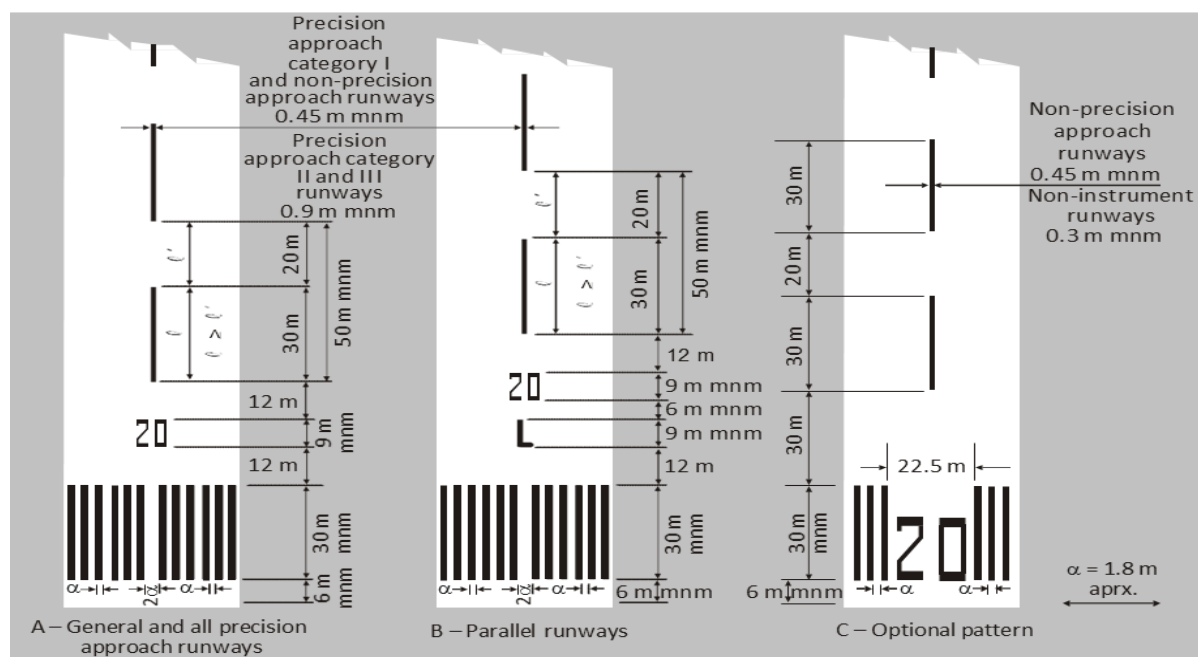 Precision
approach
category I
and non-precision
approach runways
0.45 m mnm
Precision
approach category
II and III
runways
0.9 m mnm
Non-precision
approach
runways
0.45 m mnm
Non-instrument
runways
0.3 m mnm
ℓ´
20 m
ℓ
ℓ ≥ ℓ´
30 m
50 m mnm
12 m
20
9 m
mnm
12 m
30 m
mnm
α
2α
α
6 m
mnm
A – General and all precision
approach runways
ℓ´
20 m
ℓ
ℓ ≥ ℓ´
30 m
50 m mnm
12 m
20
9 m mnm
6 m mnm
L
9 m mnm
12 m
30 m
mnm
α
2α
α
6 m mnm
B – Parallel runways
30 m
20 m
30 m
30 m
22.5 m
30 m
mnm
20
6 m mnm
α
α
C – Optional pattern
α = 1.8 m
aprx.